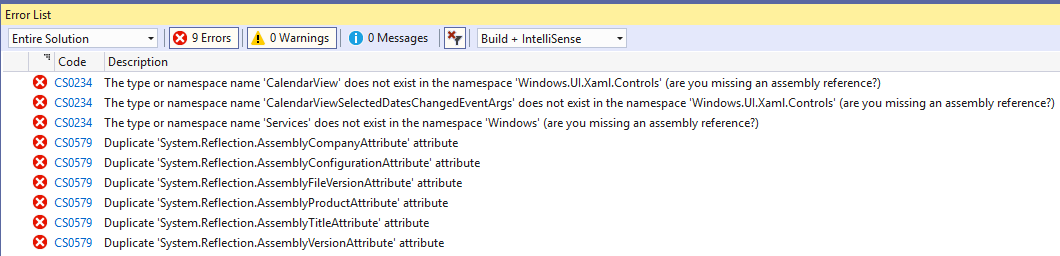 Error List
Entire Solution 9 Errors 0 Warnings 0 Messages Build + IntelliSense
Code Description
CS0234 The type or namespace name 'CalendarView' does not exist in the namespace 'Windows.UI.Xaml.Controls' (are you missing an assembly reference?)
CS0234 The type or namespace name 'CalendarViewSelectedDatesChangedEventArgs' does not exist in the namespace 'Windows.UI.Xaml.Controls' (are you missing an assembly reference?)
CS0234 The type or namespace name 'Services' does not exist in the namespace 'Windows' (are you missing an assembly reference?)
CS0579 Duplicate 'System.Reflection.AssemblyCompanyAttribute' attribute
CS0579 Duplicate 'System.Reflection.AssemblyConfigurationAttribute' attribute
CS0579 Duplicate 'System.Reflection.AssemblyFileVersionAttribute' attribute
CS0579 Duplicate 'System.Reflection.AssemblyProductAttribute' attribute
CS0579 Duplicate 'System.Reflection.AssemblyTitleAttribute' attribute
CS0579 Duplicate 'System.Reflection.AssemblyVersionAttribute' attribute